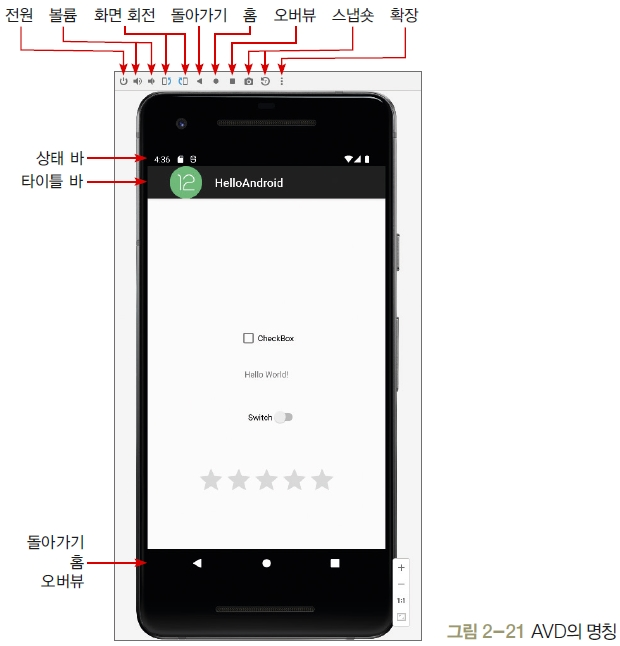 전원 볼륨 화면 회전 돌아가기 홈 오버뷰 스냅숏 확장
상태 바
4:36
타이틀 바
12 HelloAndroid
CheckBox
Hello World!
Switch
돌아가기
홈
오버뷰
1:1
그림 2-21 AVD의 명칭